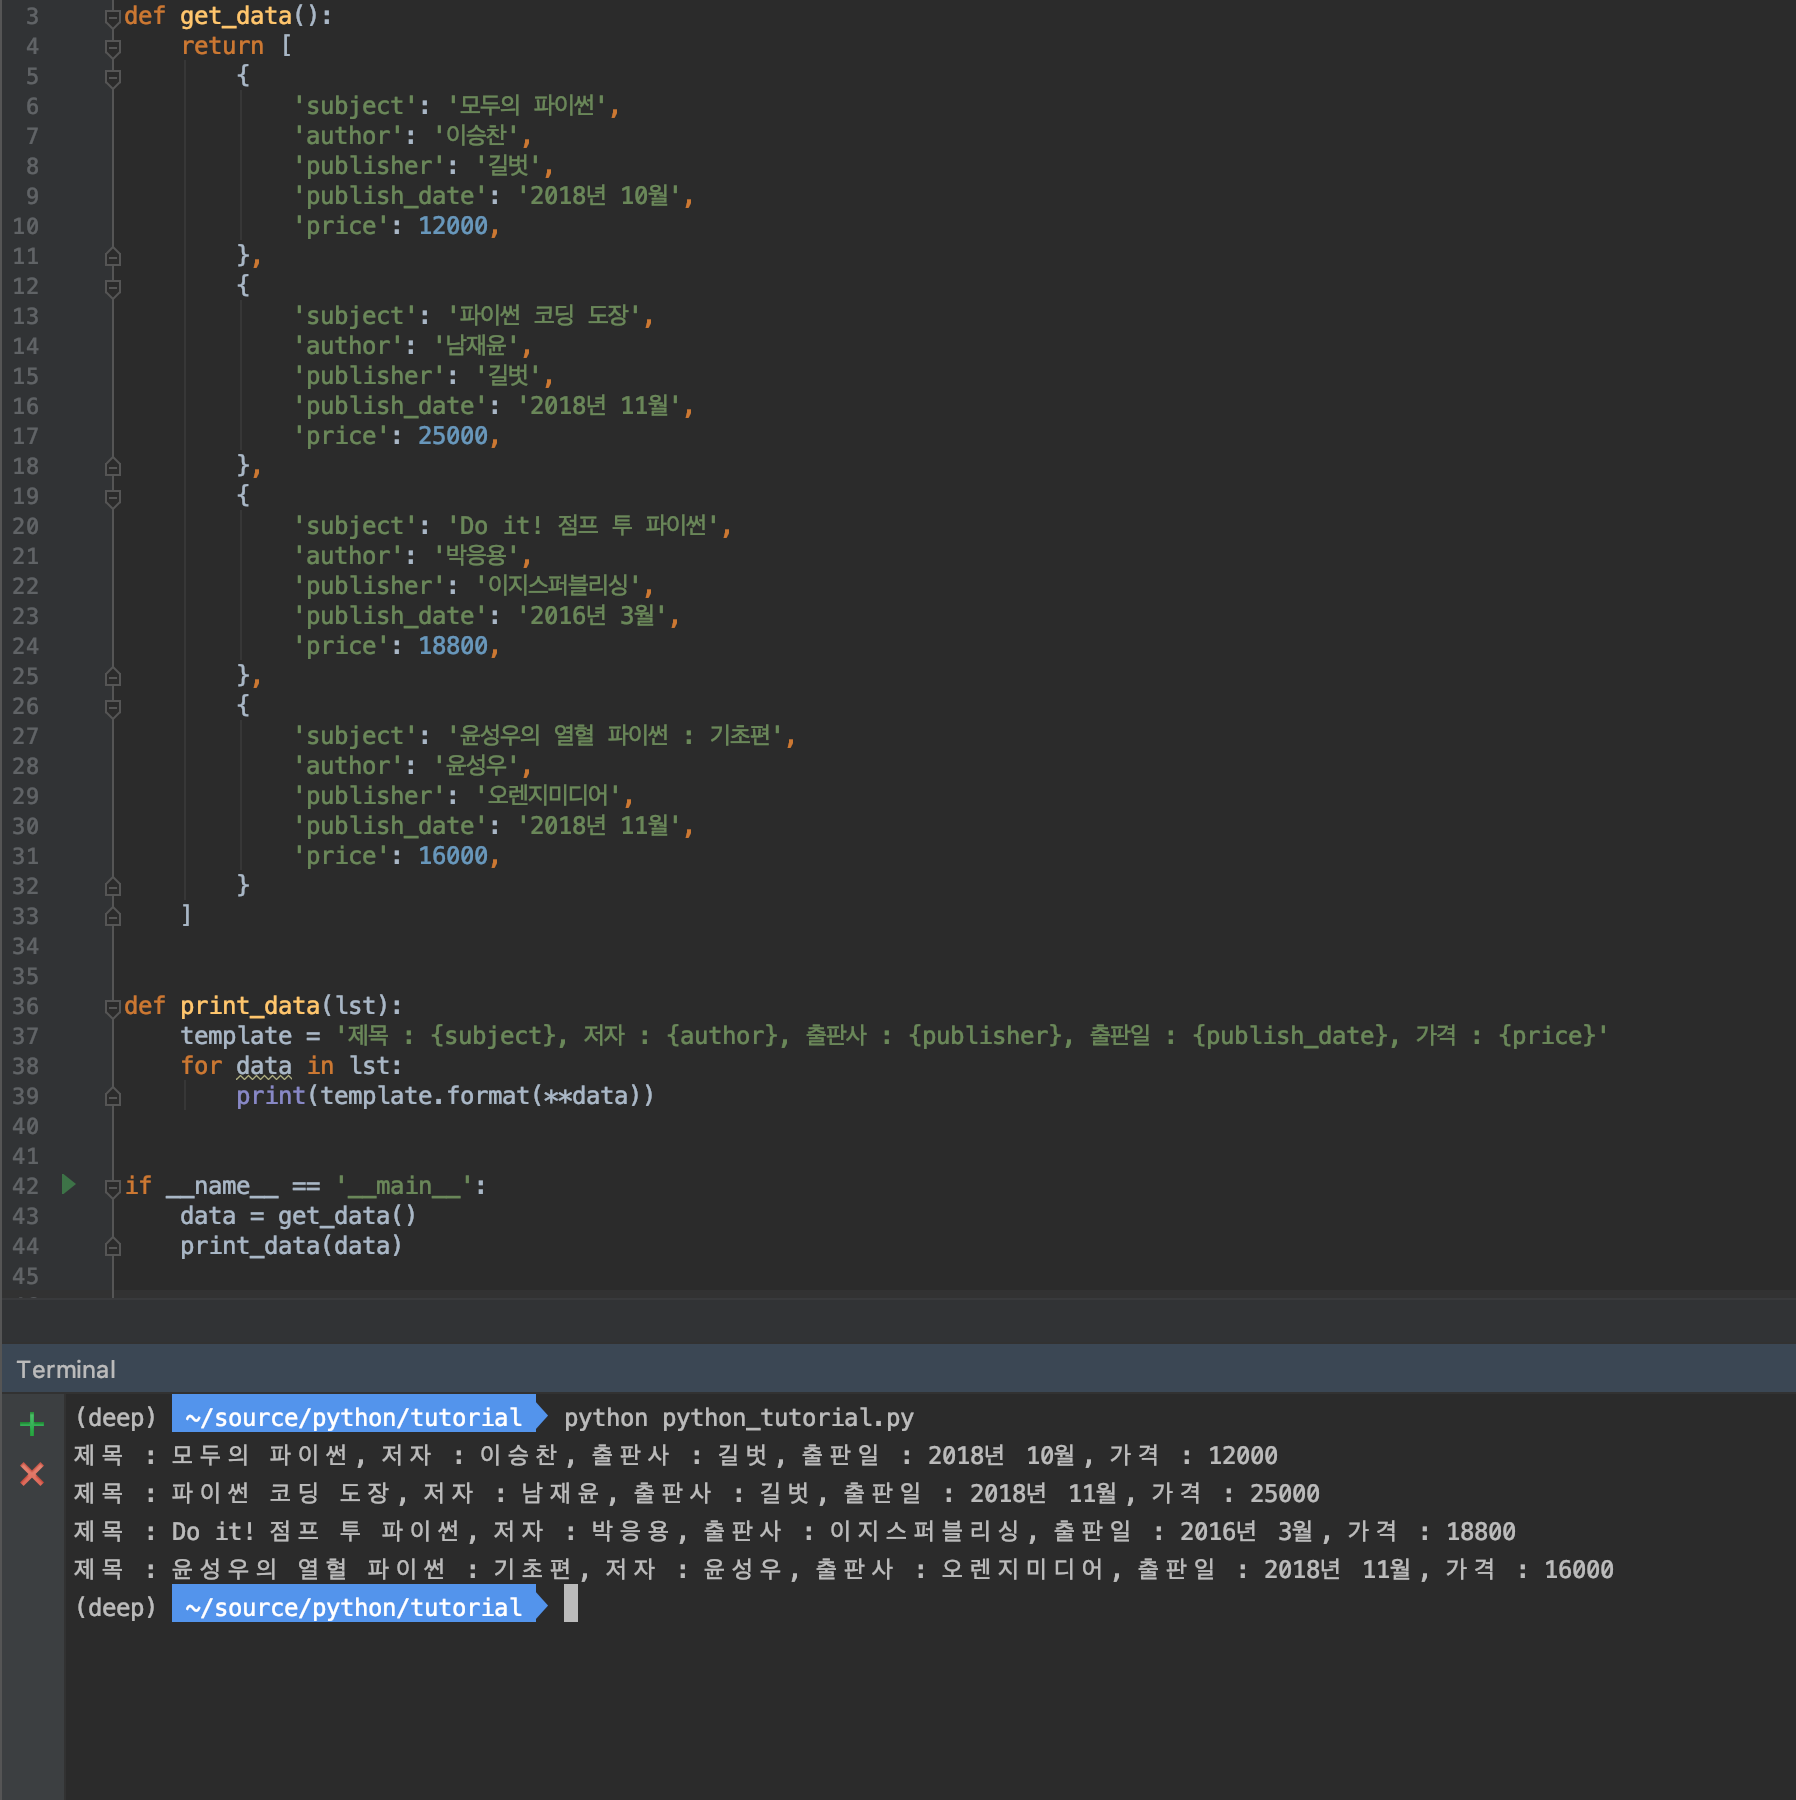 3 def get_data():
4     return [
5         {
6             'subject': '모두의 파이썬',
7             'author': '이승찬',
8             'publisher': '길벗',
9             'publish_date': '2018년 10월',
10             'price': 12000,
11         },
12         {
13             'subject': '파이썬 코딩 도장',
14             'author': '남재윤',
15             'publisher': '길벗',
16             'publish_date': '2018년 11월',
17             'price': 25000,
18         },
19         {
20             'subject': 'Do it! 점프 투 파이썬',
21             'author': '박응용',
22             'publisher': '이지스퍼블리싱',
23             'publish_date': '2016년 3월',
24             'price': 18800,
25         },
26         {
27             'subject': '윤성우의 열혈 파이썬 : 기초편',
28             'author': '윤성우',
29             'publisher': '오렌지미디어',
30             'publish_date': '2018년 11월',
31             'price': 16000,
32         }
33     ]
34
35
36 def print_data(lst):
37     template = '제목 : {subject}, 저자 : {author}, 출판사 : {publisher}, 출판일 : {publish_date}, 가격 : {price}'
38     for data in lst:
39         print(template.format(**data))
40
41
42 if __name__ == '__main__':
43     data = get_data()
44     print_data(data)
45
Terminal
(deep) ~/source/python/tutorial python python_tutorial.py
제목 : 모두의 파이썬, 저자 : 이승찬, 출판사 : 길벗, 출판일 : 2018년 10월, 가격 : 12000
제목 : 파이썬 코딩 도장, 저자 : 남재윤, 출판사 : 길벗, 출판일 : 2018년 11월, 가격 : 25000
제목 : Do it! 점프 투 파이썬, 저자 : 박응용, 출판사 : 이지스퍼블리싱, 출판일 : 2016년 3월, 가격 : 18800
제목 : 윤성우의 열혈 파이썬 : 기초편, 저자 : 윤성우, 출판사 : 오렌지미디어, 출판일 : 2018년 11월, 가격 : 16000
(deep) ~/source/python/tutorial